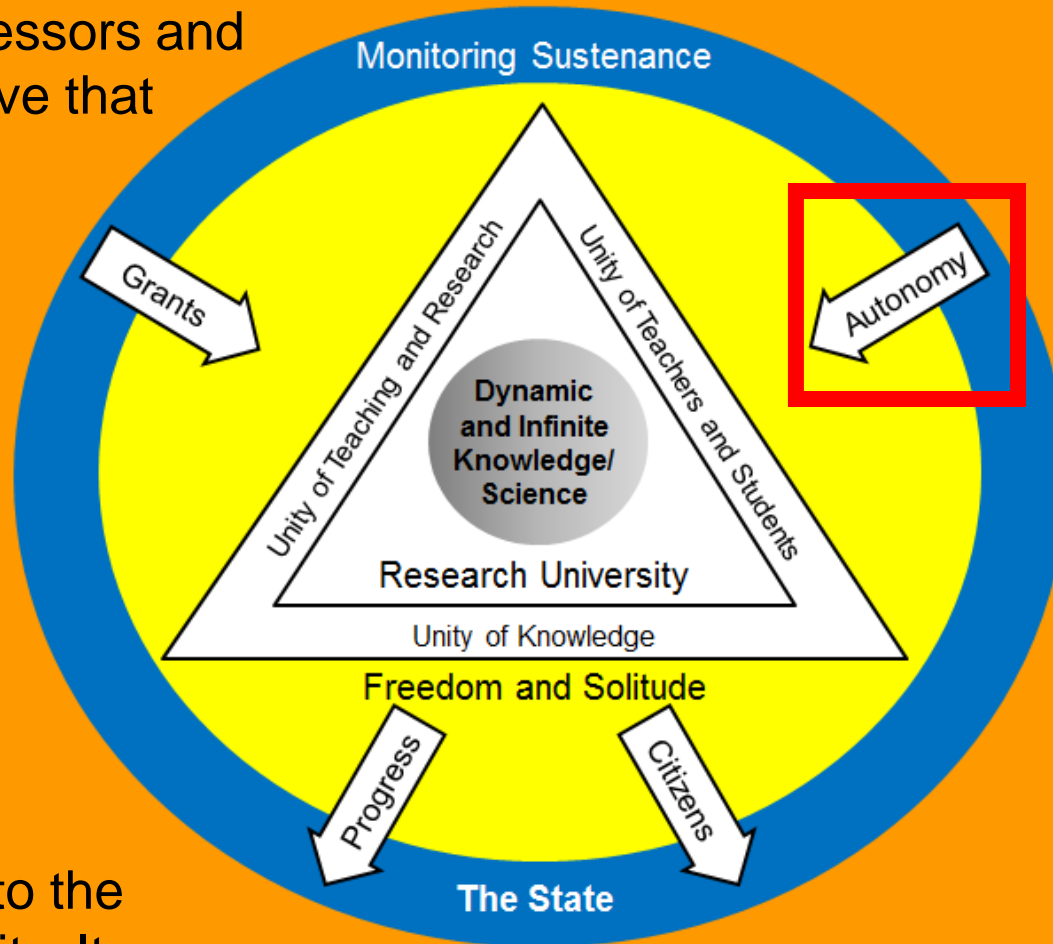 essors and
ve that
Monitoring Sustenance
Grants
Autonomy
Unity of Teaching and Research
Unity of Teachers and Students
Dynamic
and Infinite
Knowledge/
Science
Research University
Unity of Knowledge
Freedom and Solitude
Progress
Citizens
to the
The State